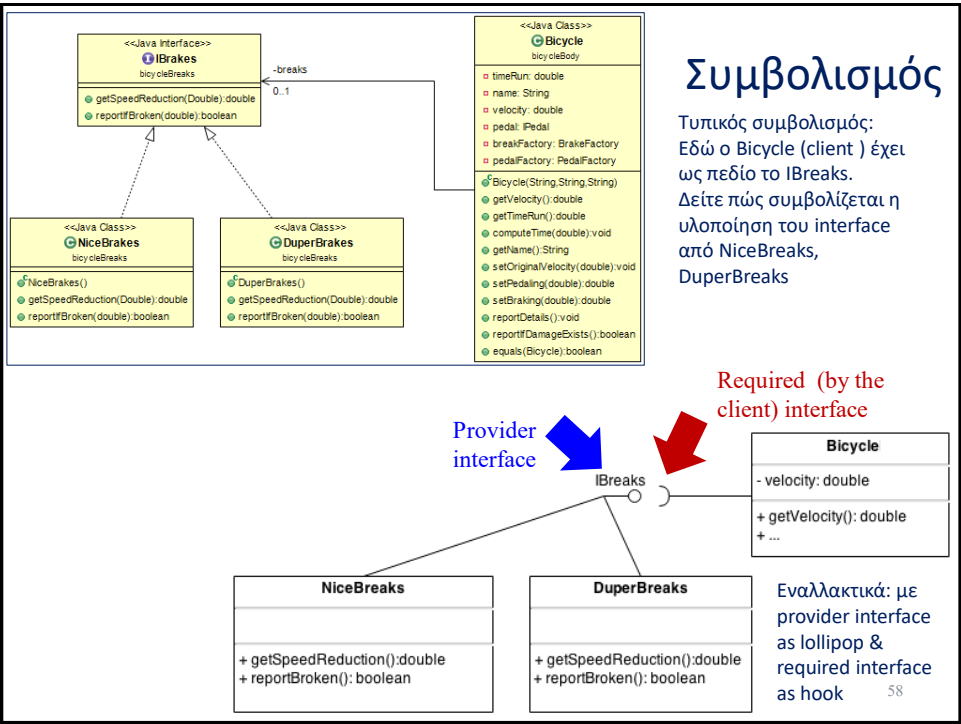 <<Java Interface>>
IBrakes
bicycleBreaks
getSpeedReduction(Double):double
reportIfBroken(double):boolean
-breaks
0..1
<<Java Class>>
Bicycle
bicycleBody
timeRun: double
name: String
velocity: double
pedal: IPedal
breakFactory: BrakeFactory
pedalFactory: PedalFactory
Bicycle(String,String,String)
getVelocity():double
getTimeRun():double
computeTime(double):void
getName():String
setOriginalVelocity(double):void
setPedaling(double):double
setBraking(double):double
reportDetails():void
reportIfDamageExists():boolean
equals(Bicycle):boolean
<<Java Class>>
NiceBrakes
bicycleBreaks
NiceBrakes()
getSpeedReduction(Double):double
reportIfBroken(double):boolean
<<Java Class>>
DuperBrakes
bicycleBreaks
DuperBrakes()
getSpeedReduction(Double):double
reportIfBroken(double):boolean
Συμβολισμός
Τυπικός συμβολισμός:
Εδώ ο Bicycle (client ) έχει
ως πεδίο το IBreaks.
Δείτε πώς συμβολίζεται η
υλοποίηση του interface
από NiceBreaks,
DuperBreaks
Required (by the
client) interface
Provider
interface
IBreaks
Bicycle
- velocity: double
+ getVelocity(): double
+ ...
NiceBreaks
+ getSpeedReduction():double
+ reportBroken(): boolean
DuperBreaks
+ getSpeedReduction():double
+ reportBroken(): boolean
Εναλλακτικά: με
provider interface
as lollipop &
required interface
as hook
58